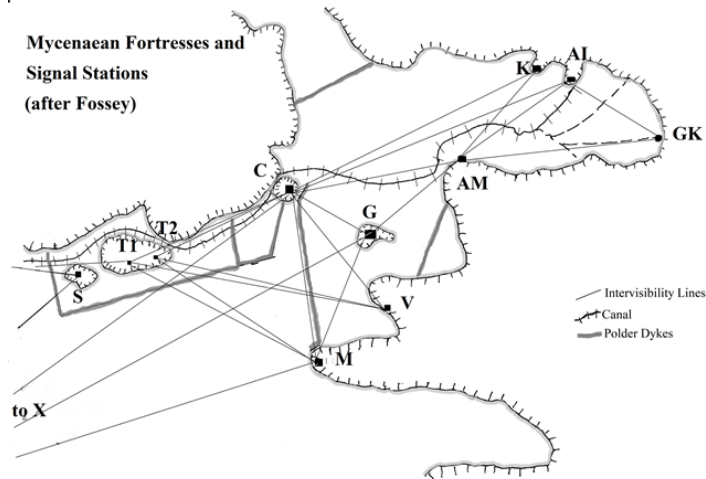 Mycenaean Fortresses and
Signal Stations
(after Fossey)
K
AI
GK
C
AM
G
T2
T1
S
V
M
to X
Intervisibility Lines
Canal
Polder Dykes